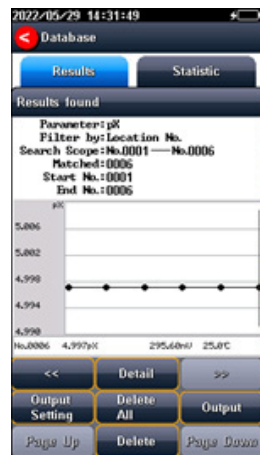 2022/05/29 14:31:49
< Database
Results Statistic
Results found
Parameter:pX
Filter by:Location No.
Search Scope:No.0001——No.0006
Matched:0006
Start No.:0001
End No.:0006
pX
5.006
5.002
4.998
4.994
4.990
No.0006 4.997pX 295.60mV 25.0℃
<< Detail >>
Output Setting Delete All Output
Page Up Delete Page Down